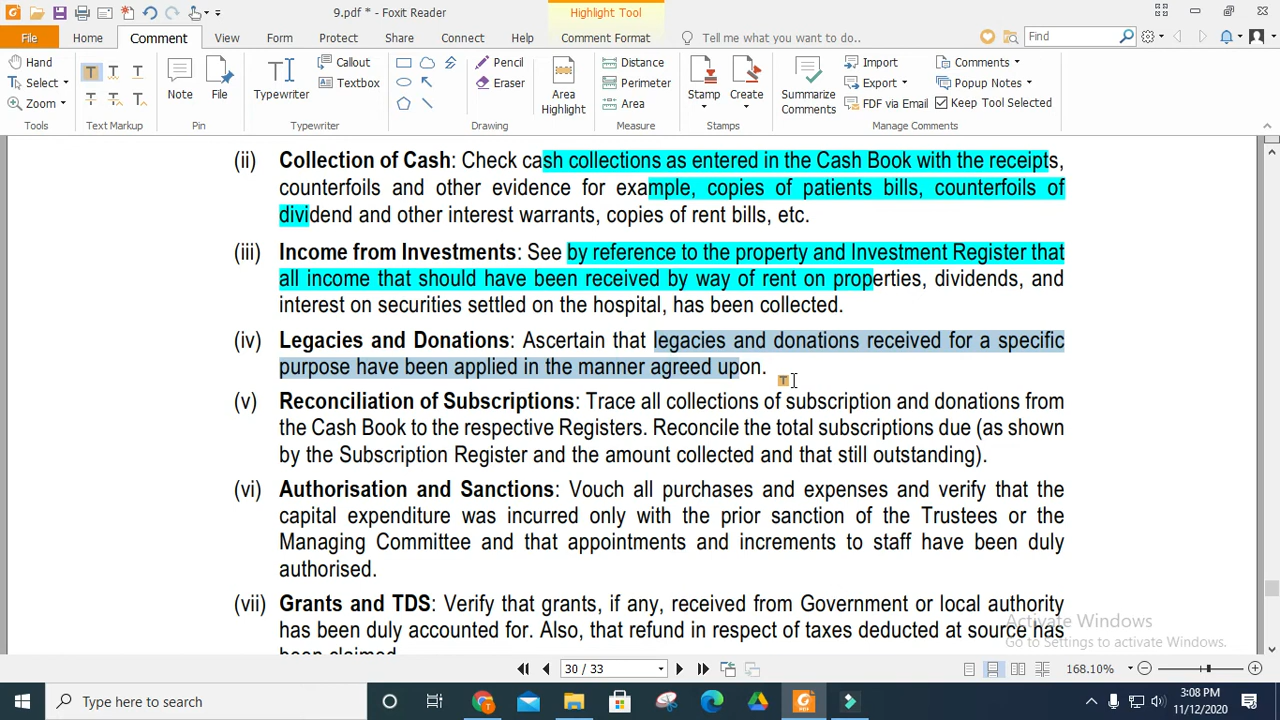 9.pdf * - Foxit Reader
Highlight Tool
File
Home
Comment
View
Form
Protect
Share
Connect
Help
Comment Format
Tell me what you want to do..
Find
Hand
Select
Zoom
Tools
Text Markup
Note
File
Pin
Typewriter
Callout
Textbox
Typewriter
Pencil
Eraser
Drawing
Area
Highlight
Distance
Perimeter
Area
Measure
Stamp
Create
Stamps
Summarize
Comments
Import
Export
FDF via Email
Comments
Popup Notes
Keep Tool Selected
Manage Comments
(ii) Collection of Cash: Check cash collections as entered in the Cash Book with the receipts,
counterfoils and other evidence for example, copies of patients bills, counterfoils of
dividend and other interest warrants, copies of rent bills, etc.
(iii) Income from Investments: See by reference to the property and Investment Register that
all income that should have been received by way of rent on properties, dividends, and
interest on securities settled on the hospital, has been collected.
(iv) Legacies and Donations: Ascertain that legacies and donations received for a specific
purpose have been applied in the manner agreed upon.
(v) Reconciliation of Subscriptions: Trace all collections of subscription and donations from
the Cash Book to the respective Registers. Reconcile the total subscriptions due (as shown
by the Subscription Register and the amount collected and that still outstanding).
(vi) Authorisation and Sanctions: Vouch all purchases and expenses and verify that the
capital expenditure was incurred only with the prior sanction of the Trustees or the
Managing Committee and that appointments and increments to staff have been duly
authorised.
(vii) Grants and TDS: Verify that grants, if any, received from Government or local authority
has been duly accounted for. Also, that refund in respect of taxes deducted at source has
been claimed
Activate Windows
Go to Settings to activate Windows.
30 / 33
168.10%
Type here to search
3:08 PM
11/12/2020